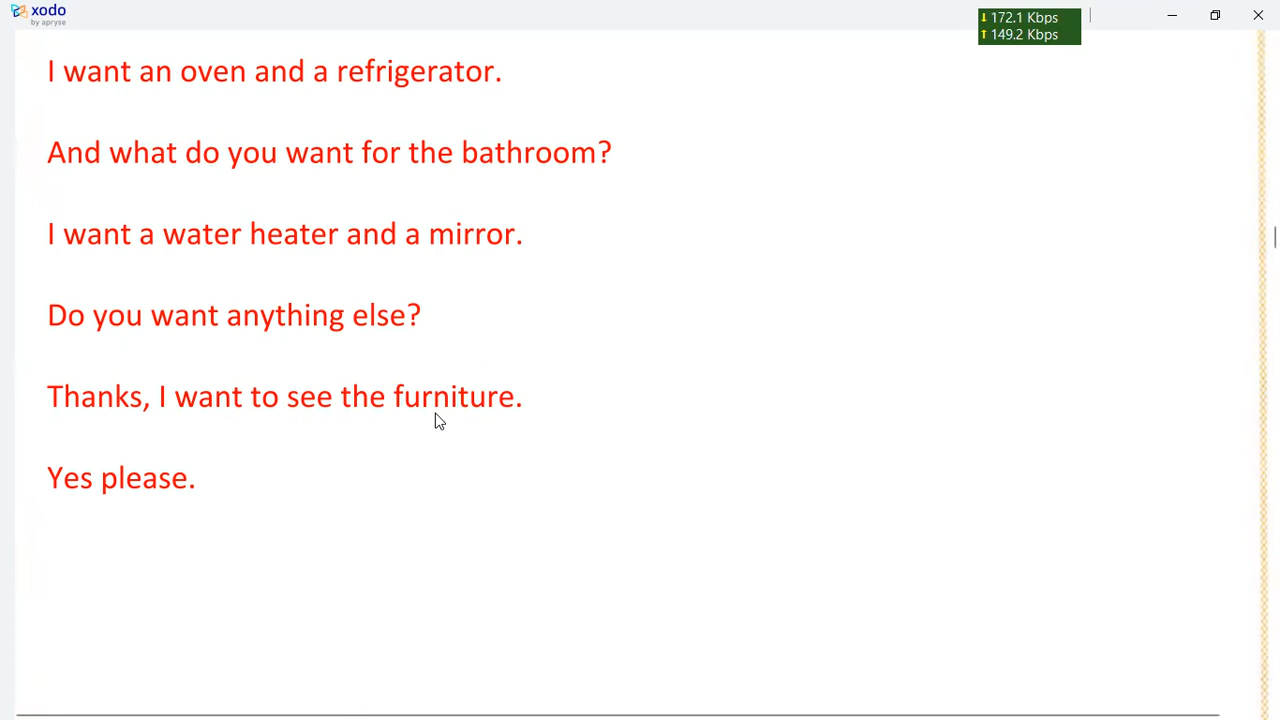 xodo
by apryse
↓ 172.1 Kbps
↑ 149.2 Kbps
I want an oven and a refrigerator.
And what do you want for the bathroom?
I want a water heater and a mirror.
Do you want anything else?
Thanks, I want to see the furniture.
Yes please.